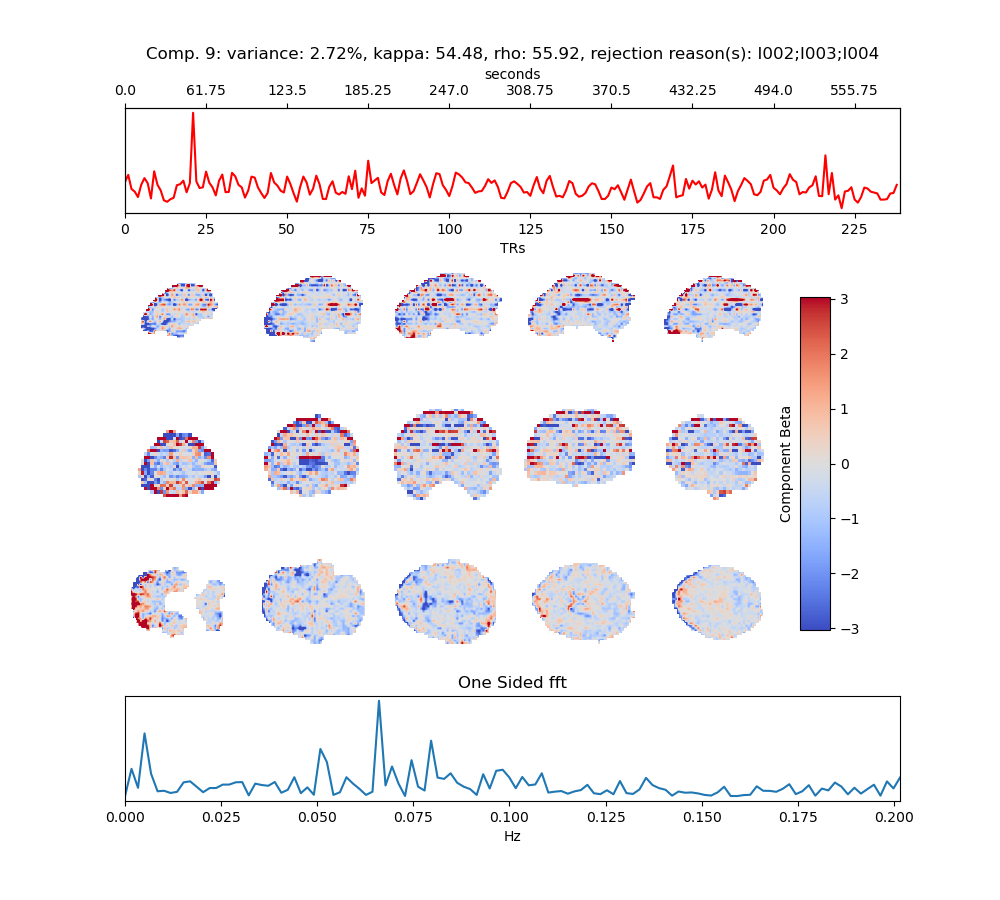 Comp. 9: variance: 2.72%, kappa: 54.48, rho: 55.92, rejection reason(s): I002;I003;I004
seconds
0.0 61.75 123.5 185.25 247.0 308.75 370.5 432.25 494.0 555.75
0 25 50 75 100 125 150 175 200 225
TRs
3
2
1
0
−1
−2
−3
Component Beta
One Sided fft
0.000 0.025 0.050 0.075 0.100 0.125 0.150 0.175 0.200
Hz